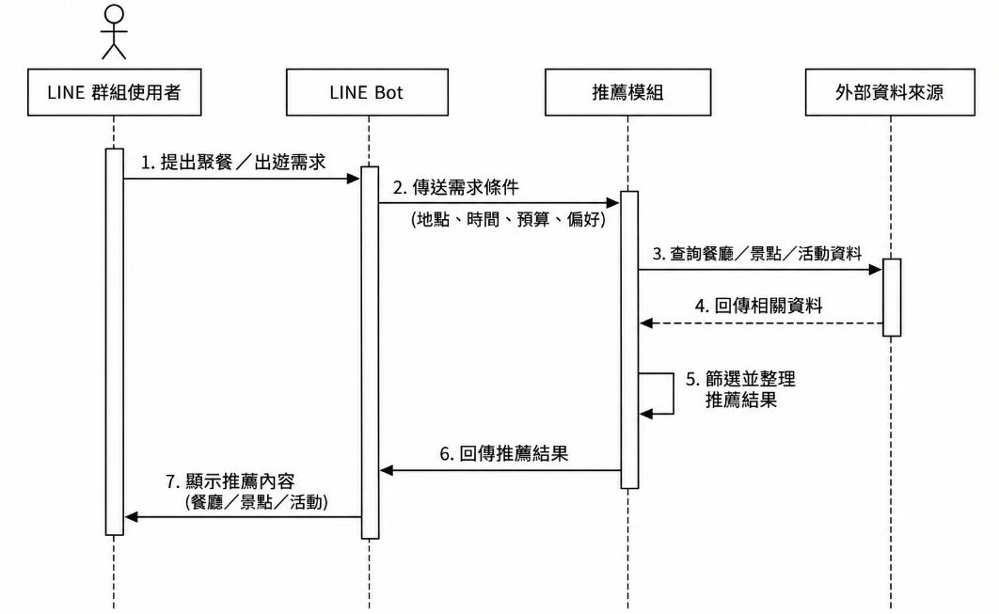 LINE 群組使用者
LINE Bot
推薦模組
外部資料來源
1. 提出聚餐／出遊需求
2. 傳送需求條件
(地點、時間、預算、偏好)
3. 查詢餐廳／景點／活動資料
4. 回傳相關資料
5. 篩選並整理
推薦結果
6. 回傳推薦結果
7. 顯示推薦內容
(餐廳／景點／活動)